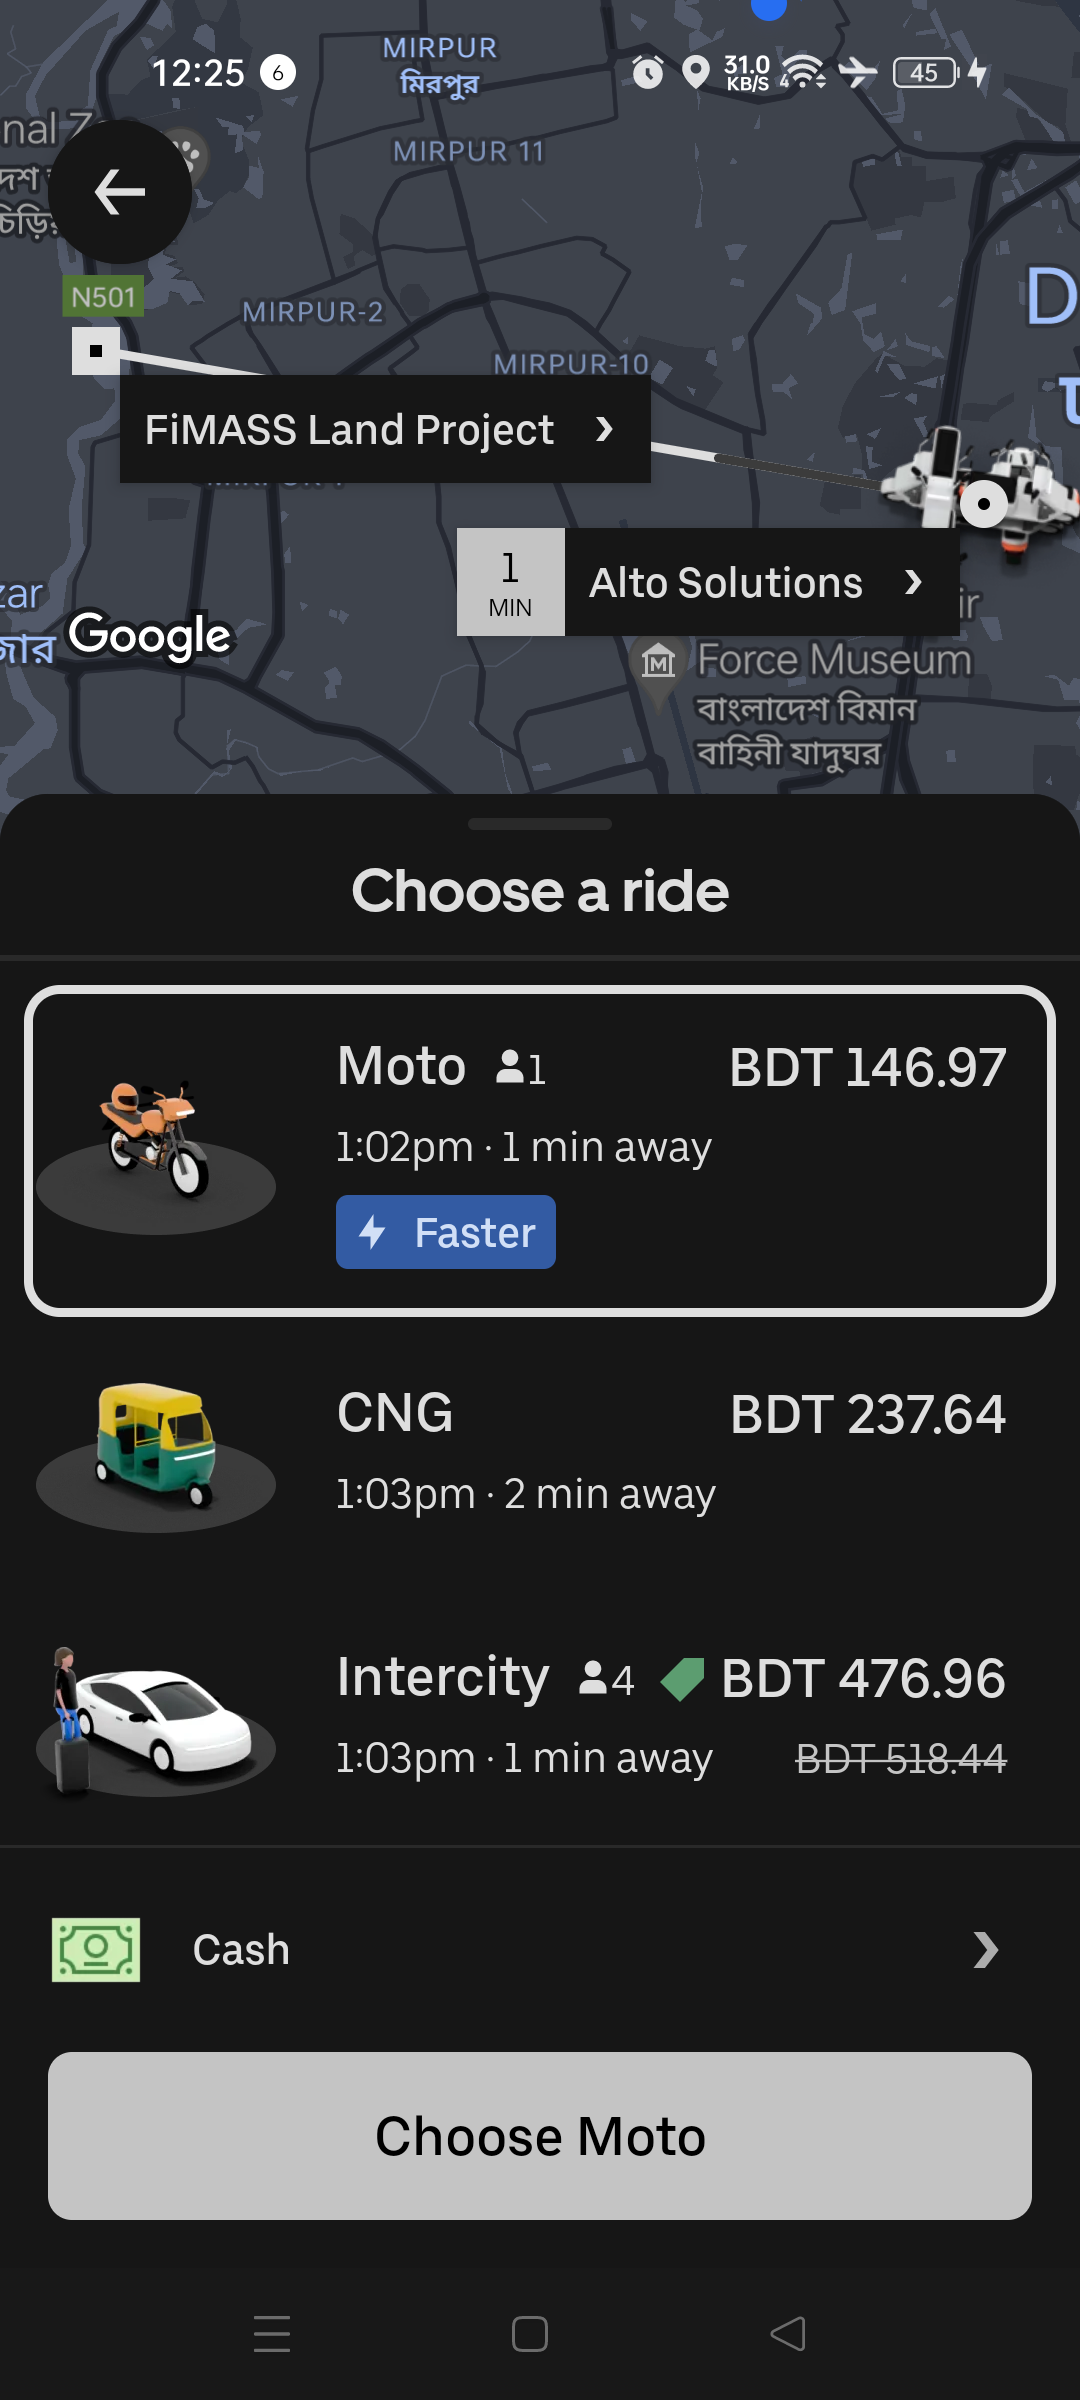 12:25 6 31.0 KB/S 4 45
MIRPUR
মিরপুর
MIRPUR 11
nal Z
N501
MIRPUR-2
MIRPUR-10
D
FiMASS Land Project
1 MIN Alto Solutions
zar
জার
Google
ir
Force Museum
বাংলাদেশ বিমান
বাহিনী যাদুঘর
Choose a ride
Moto 1 BDT 146.97
1:02pm · 1 min away
Faster
CNG BDT 237.64
1:03pm · 2 min away
Intercity 4 BDT 476.96
1:03pm · 1 min away BDT 518.44
Cash
Choose Moto